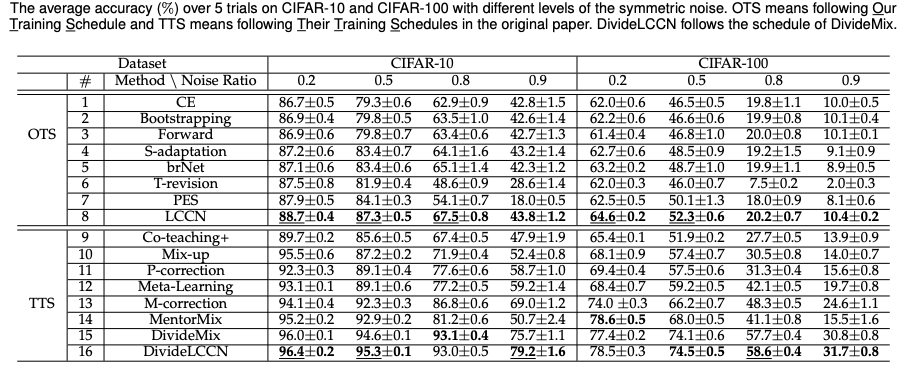 The average accuracy (%) over 5 trials on CIFAR-10 and CIFAR-100 with different levels of the symmetric noise. OTS means following Our
Training Schedule and TTS means following Their Training Schedules in the original paper. DivideLCCN follows the schedule of DivideMix.
Dataset CIFAR-10 CIFAR-100
# Method \ Noise Ratio 0.2 0.5 0.8 0.9 0.2 0.5 0.8 0.9
1 CE 86.7±0.5 79.3±0.6 62.9±0.9 42.8±1.5 62.0±0.6 46.5±0.5 19.8±1.1 10.0±0.5
2 Bootstrapping 86.9±0.4 79.8±0.5 63.5±1.0 42.6±1.4 62.2±0.6 46.6±0.6 19.9±0.8 10.1±0.4
3 Forward 86.9±0.6 79.8±0.7 63.4±0.6 42.7±1.3 61.4±0.4 46.8±1.0 20.0±0.8 10.1±0.1
OTS 4 S-adaptation 87.2±0.6 83.4±0.7 64.1±1.6 43.2±1.4 62.7±0.6 48.5±0.9 19.2±1.5 9.1±0.9
5 brNet 87.1±0.6 83.4±0.6 65.1±1.4 42.3±1.2 63.2±0.2 48.7±1.0 19.9±1.1 8.9±0.5
6 T-revision 87.5±0.8 81.9±0.4 48.6±0.9 28.6±1.4 62.0±0.3 46.0±0.7 7.5±0.2 2.0±0.3
7 PES 87.9±0.5 84.1±0.3 54.1±0.7 18.0±0.5 62.5±0.5 50.1±1.3 18.0±0.9 8.1±0.6
8 LCCN 88.7±0.4 87.3±0.5 67.5±0.8 43.8±1.2 64.6±0.2 52.3±0.6 20.2±0.7 10.4±0.2
9 Co-teaching+ 89.7±0.2 85.6±0.5 67.4±0.5 47.9±1.9 65.4±0.1 51.9±0.2 27.7±0.5 13.9±0.9
10 Mix-up 95.5±0.6 87.2±0.2 71.9±0.4 52.4±0.8 68.1±0.9 57.4±0.7 30.5±0.8 14.0±0.7
11 P-correction 92.3±0.3 89.1±0.4 77.6±0.6 58.7±1.0 69.4±0.4 57.5±0.6 31.3±0.4 15.6±0.8
12 Meta-Learning 93.1±0.1 89.1±0.6 77.2±0.5 59.2±1.4 68.4±0.7 59.2±0.5 42.5±0.1 19.7±0.8
TTS 13 M-correction 94.1±0.4 92.3±0.3 86.8±0.6 69.0±1.2 74.0 ±0.3 66.2±0.7 48.3±0.5 24.6±1.1
14 MentorMix 95.2±0.2 92.9±0.2 81.2±0.6 50.7±2.4 78.6±0.5 68.0±0.5 41.1±0.8 15.5±1.6
15 DivideMix 96.0±0.1 94.6±0.1 93.1±0.4 75.7±1.1 77.4±0.2 74.1±0.6 57.7±0.4 30.8±0.8
16 DivideLCCN 96.4±0.2 95.3±0.1 93.0±0.5 79.2±1.6 78.5±0.3 74.5±0.5 58.6±0.4 31.7±0.8